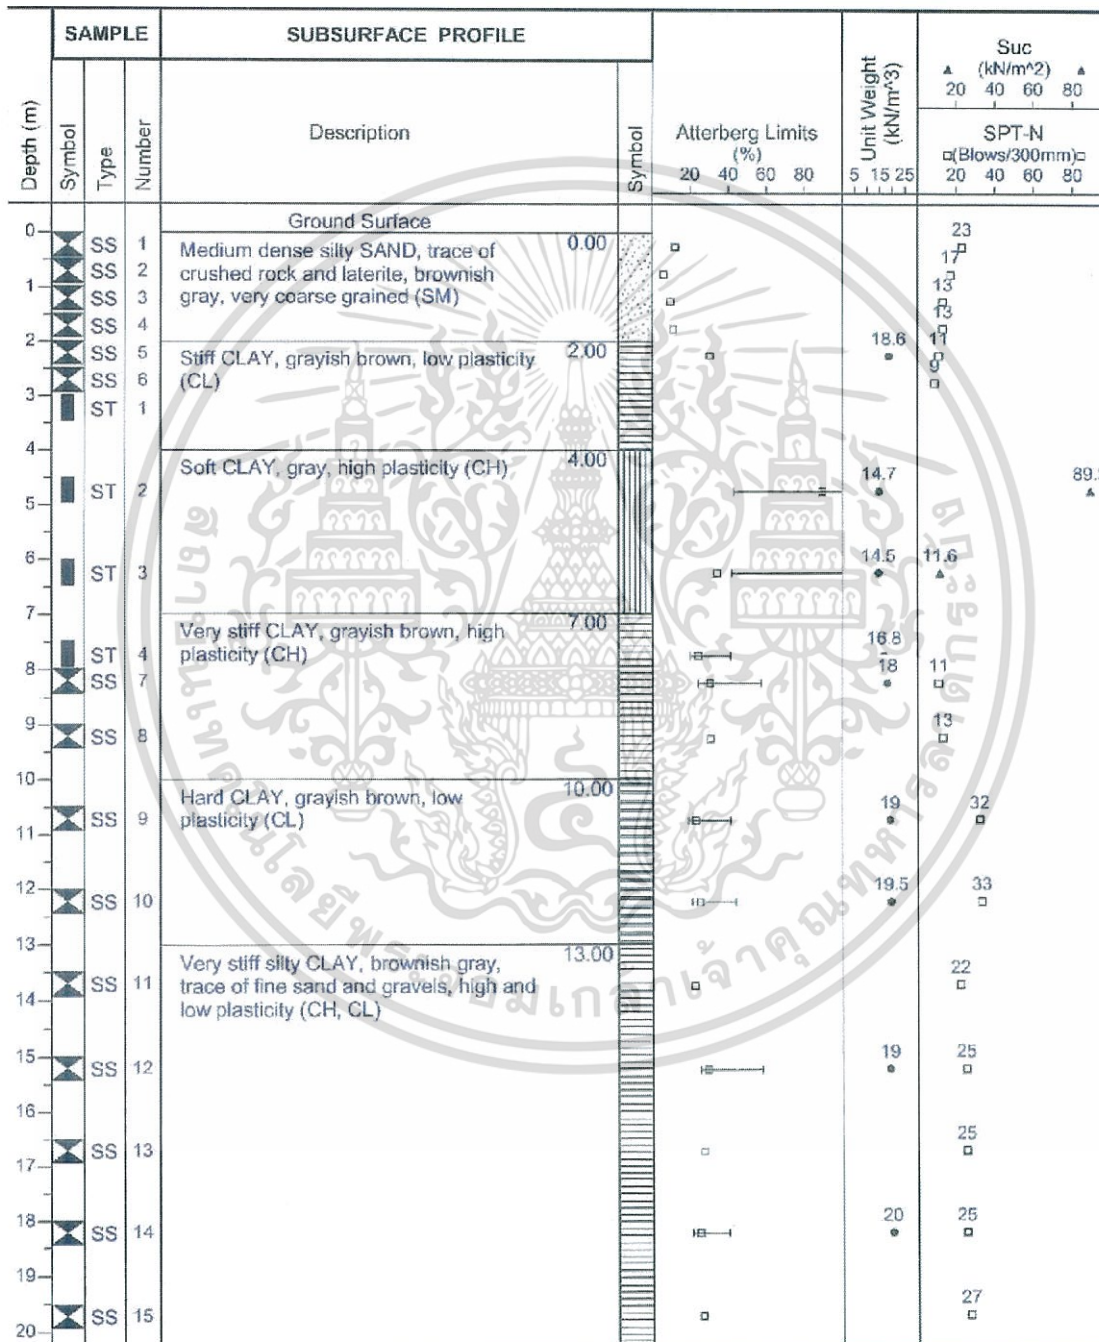 SAMPLE
SUBSURFACE PROFILE
Depth (m)
Symbol
Type
Number
Description
Symbol
Atterberg Limits
(%)
20 40 60 80
Unit Weight
(kN/m^3)
5 15 25
Suc
(kN/m^2)
20 40 60 80
SPT-N
(Blows/300mm)
20 40 60 80
Ground Surface
0
SS 1
Medium dense silty SAND, trace of
0.00
23
SS 2
crushed rock and laterite, brownish
17
1
SS 3
gray, very coarse grained (SM)
13
SS 4
13
2
SS 5
Stiff CLAY, grayish brown, low plasticity
2.00
18.6
11
SS 6
(CL)
9
3
ST 1
4
Soft CLAY, gray, high plasticity (CH)
4.00
ST 2
14.7
5
6
ST 3
14.5
11.6
7
Very stiff CLAY, grayish brown, high
7.00
ST 4
plasticity (CH)
16.8
8
SS 7
18
11
9
SS 8
13
10
Hard CLAY, grayish brown, low
10.00
SS 9
plasticity (CL)
19
32
11
12
SS 10
19.5
33
13
Very stiff silty CLAY, brownish gray,
13.00
SS 11
trace of fine sand and gravels, high and
22
14
low plasticity (CH, CL)
15
SS 12
19
25
16
SS 13
25
17
18
SS 14
20
25
19
SS 15
27
20